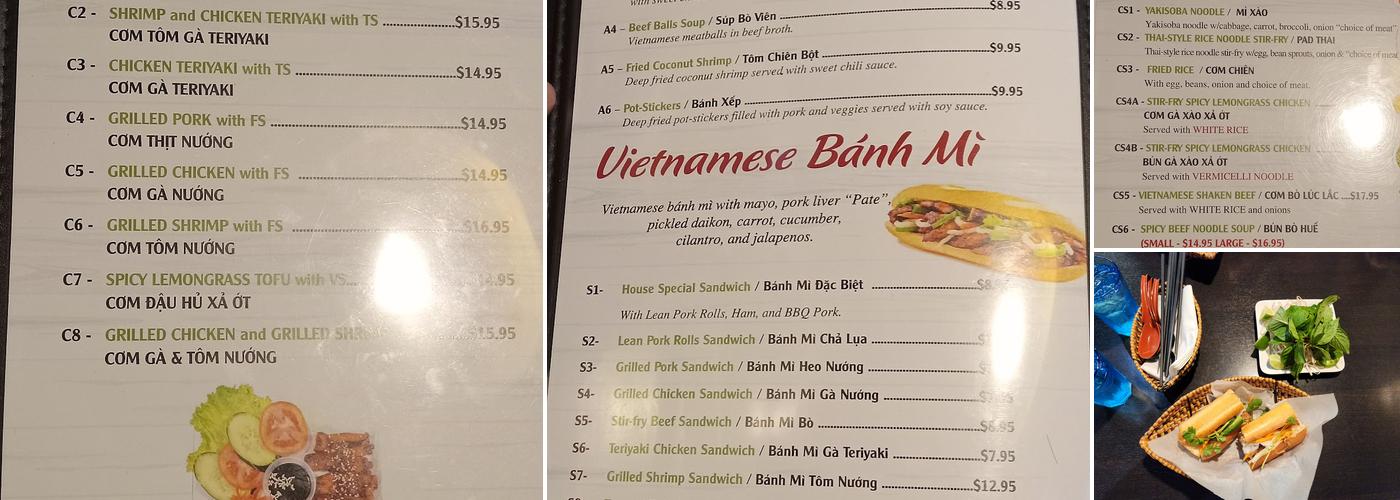 C2 - SHRIMP and CHICKEN TERIYAKI with TS ........................$15.95
CƠM TÔM GÀ TERIYAKI
C3 - CHICKEN TERIYAKI with TS ........................................$14.95
CƠM GÀ TERIYAKI
C4 - GRILLED PORK with FS ..............................................$14.95
CƠM THỊT NƯỚNG
C5 - GRILLED CHICKEN with FS ........................................$14.95
CƠM GÀ NƯỚNG
C6 - GRILLED SHRIMP with FS ..........................................$16.95
CƠM TÔM NƯỚNG
C7 - SPICY LEMONGRASS TOFU with VS.............14.95
CƠM ĐẬU HỦ XẢ ỚT
C8 - GRILLED CHICKEN and GRILLED $15.95
CƠM GÀ & TÔM NƯỚNG
$8.95
A4 – Beef Balls Soup / Súp Bò Viên ........................................
Vietnamese meatballs in beef broth.
A5 – Fried Coconut Shrimp / Tôm Chiên Bột ........................................$9.95
Deep fried coconut shrimp served with sweet chili sauce.
A6 – Pot-Stickers / Bánh Xếp ........................................$9.95
Deep fried pot-stickers filled with pork and veggies served with soy sauce.
Vietnamese Bánh Mì
Vietnamese bánh mì with mayo, pork liver “Pate”,
pickled daikon, carrot, cucumber,
cilantro, and jalapenos.
S1- House Special Sandwich / Bánh Mì Đặc Biệt ........................
With Lean Pork Rolls, Ham, and BBQ Pork.
S2- Lean Pork Rolls Sandwich / Bánh Mì Chả Lụa ........................
S3- Grilled Pork Sandwich / Bánh Mì Heo Nướng ........................
S4- Grilled Chicken Sandwich / Bánh Mì Gà Nướng ........................
S5- Stir-fry Beef Sandwich / Bánh Mì Bò ........................................$8.95
S6- Teriyaki Chicken Sandwich / Bánh Mì Gà Teriyaki ........................$7.95
S7- Grilled Shrimp Sandwich / Bánh Mì Tôm Nướng ........................$12.95
CS1 - YAKISOBA NOODLE / MÌ XÀO
Yakisoba noodle w/cabbage, carrot, broccoli, onion “choice of meat”
CS2 - THAI-STYLE RICE NOODLE STIR-FRY / PAD THAI
Thai-style rice noodle stir-fry w/egg, bean sprouts, onion & “choice of meat
CS3 - FRIED RICE / CƠM CHIÊN
With egg, beans, onion and choice of meat.
CS4A - STIR-FRY SPICY LEMONGRASS CHICKEN
CƠM GÀ XÀO XẢ ỚT
Served with WHITE RICE
CS4B - STIR-FRY SPICY LEMONGRASS CHICKEN
BÚN GÀ XÀO XẢ ỚT
Served with VERMICELLI NOODLE
CS5 - VIETNAMESE SHAKEN BEEF / CƠM BÒ LÚC LẮC ...$17.95
Served with WHITE RICE and onions
CS6 - SPICY BEEF NOODLE SOUP / BÚN BÒ HUẾ
(SMALL - $14.95 LARGE - $16.95)